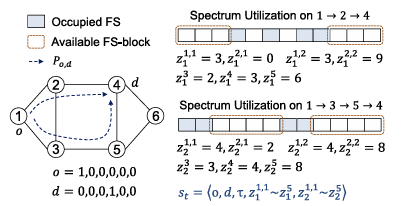 Occupied FS
Available FS-block
P_{o,d}
2
4
d
1
o
6
3
5
o = 1,0,0,0,0,0
d = 0,0,0,1,0,0
Spectrum Utilization on 1 → 2 → 4
z_1^{1,1} = 3, z_1^{2,1} = 0 z_1^{1,2} = 3, z_1^{2,2} = 9
z_1^3 = 2, z_1^4 = 3, z_1^5 = 6
Spectrum Utilization on 1 → 3 → 5 → 4
z_2^{1,1} = 4, z_2^{2,1} = 2 z_2^{1,2} = 4, z_2^{2,2} = 8
z_2^3 = 3, z_2^4 = 4, z_2^5 = 8
s_t = ⟨o, d, τ, z_1^{1,1}~z_1^5, z_2^{1,1}~z_2^5⟩